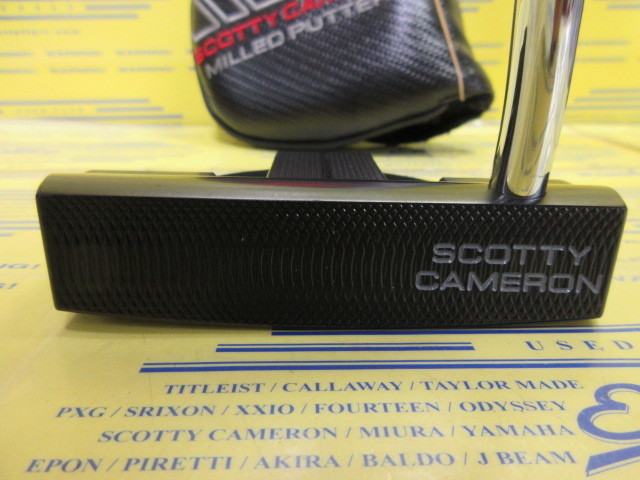 SCOTTY CAMERON
MILLED PUTTER
SCOTTY
CAMERON
USED
TITLEIST / CALLAWAY / TAYLOR MADE
PXG / SRIXON / XXIO / FOURTEEN / ODYSSEY
SCOTTY CAMERON / MIURA / YAMAHA
EPON / PIRETTI / AKIRA / BALDO / J BEAM